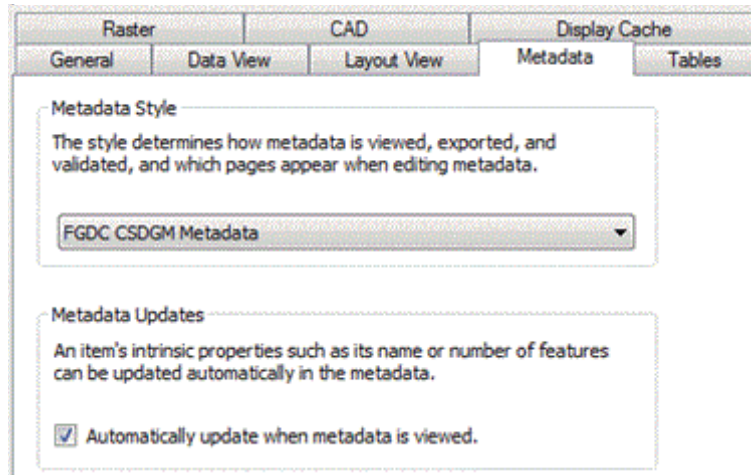 Raster CAD Display Cache
General Data View Layout View Metadata Tables
Metadata Style
The style determines how metadata is viewed, exported, and
validated, and which pages appear when editing metadata.
FGDC CSDGM Metadata
Metadata Updates
An item's intrinsic properties such as its name or number of features
can be updated automatically in the metadata.
Automatically update when metadata is viewed.